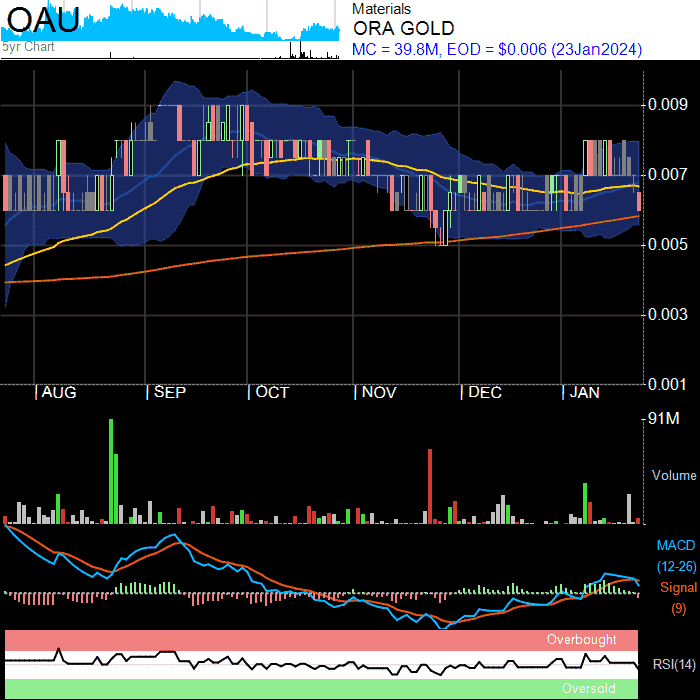 OAU
5yr Chart
Materials
ORA GOLD
MC = 39.8M, EOD = $0.006 (23Jan2024)
0.009
0.007
0.005
0.003
0.001
AUG
SEP
OCT
NOV
DEC
JAN
91M
Volume
MACD
(12-26)
Signal
(9)
Overbought
RSI(14)
Oversold